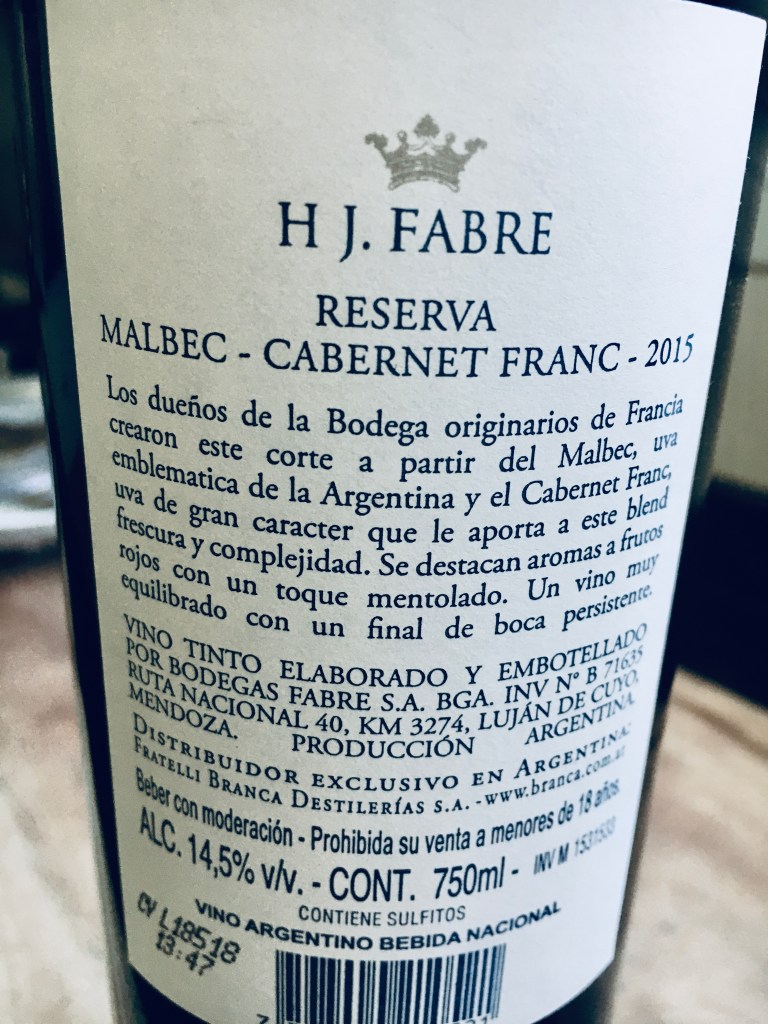 H J. FABRE
RESERVA
MALBEC - CABERNET FRANC - 2015
Los dueños de la Bodega originarios de Francia
crearon este corte a partir del Malbec, uva
emblematica de la Argentina y el Cabernet Franc,
uva de gran caracter que le aporta a este blend
frescura y complejidad. Se destacan aromas a frutos
rojos con un toque mentolado. Un vino muy
equilibrado con un final de boca persistente.
VINO TINTO ELABORADO Y EMBOTELLADO
POR BODEGAS FABRE S.A. BGA. INV Nº B 71635
RUTA NACIONAL 40, KM 3274, LUJÁN DE CUYO,
MENDOZA. PRODUCCIÓN ARGENTINA.
DISTRIBUIDOR EXCLUSIVO EN ARGENTINA:
FRATELLI BRANCA DESTILERÍAS S.A. - www.branca.com.ar
Beber con moderación - Prohibida su venta a menores de 18 años.
ALC. 14,5% v/v. - CONT. 750ml - INV M 1531533
CONTIENE SULFITOS
VINO ARGENTINO BEBIDA NACIONAL
CV L18518
13:47